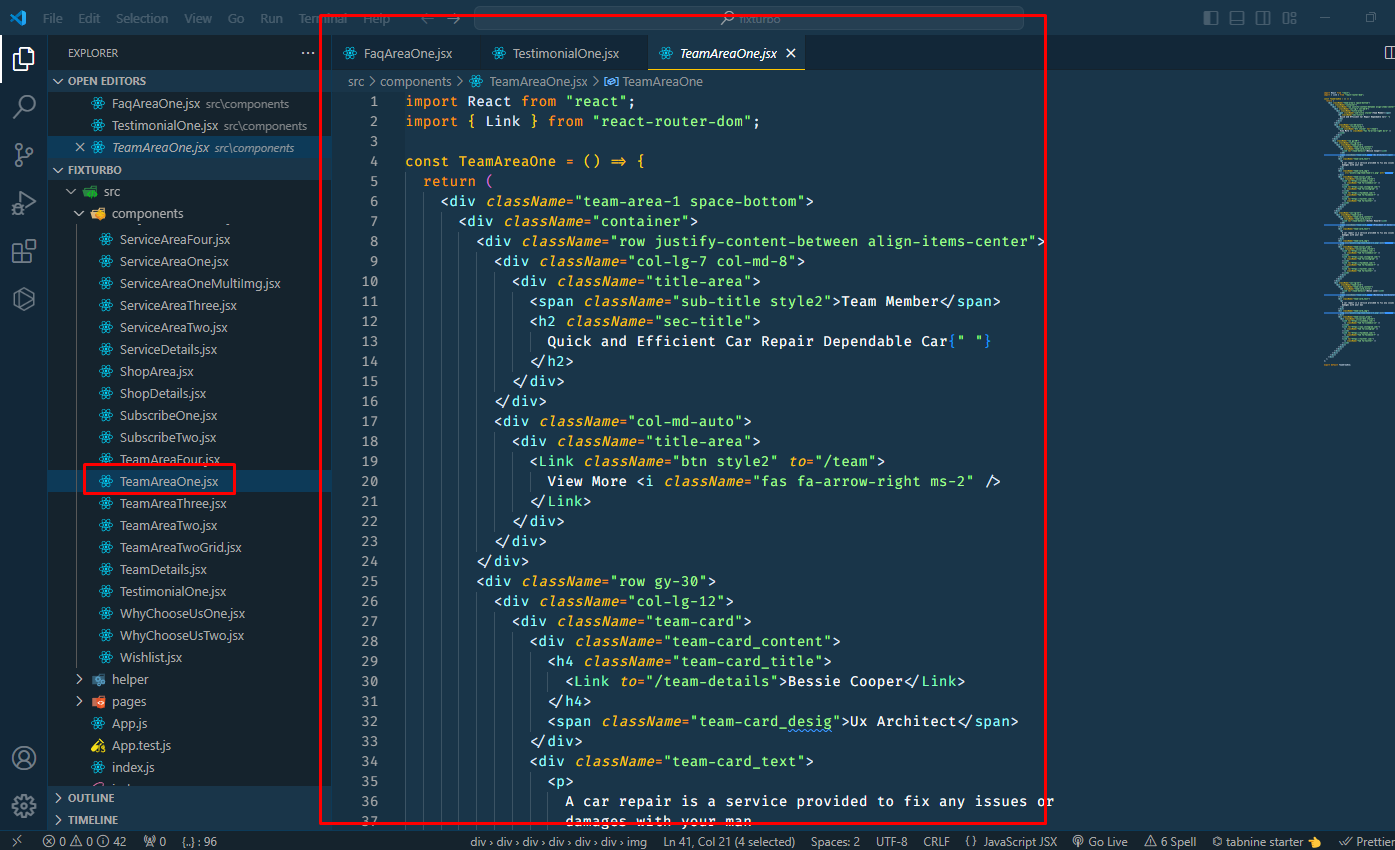 File Edit Selection View Go Run Terminal Help
fixturbo
EXPLORER
OPEN EDITORS
FaqAreaOne.jsx src\components
TestimonialOne.jsx src\components
TeamAreaOne.jsx src\components
FIXTURBO
src
components
ServiceAreaFour.jsx
ServiceAreaOne.jsx
ServiceAreaOneMultiImg.jsx
ServiceAreaThree.jsx
ServiceAreaTwo.jsx
ServiceDetails.jsx
ShopArea.jsx
ShopDetails.jsx
SubscribeOne.jsx
SubscribeTwo.jsx
TeamAreaFour.jsx
TeamAreaOne.jsx
TeamAreaThree.jsx
TeamAreaTwo.jsx
TeamAreaTwoGrid.jsx
TeamDetails.jsx
TestimonialOne.jsx
WhyChooseUsOne.jsx
WhyChooseUsTwo.jsx
Wishlist.jsx
helper
pages
App.js
App.test.js
index.js
OUTLINE
TIMELINE
FaqAreaOne.jsx TestimonialOne.jsx TeamAreaOne.jsx
src > components > TeamAreaOne.jsx > TeamAreaOne
1 import React from "react";
2 import { Link } from "react-router-dom";
3
4 const TeamAreaOne = () => {
5 return (
6 <div className="team-area-1 space-bottom">
7 <div className="container">
8 <div className="row justify-content-between align-items-center">
9 <div className="col-lg-7 col-md-8">
10 <div className="title-area">
11 <span className="sub-title style2">Team Member</span>
12 <h2 className="sec-title">
13 Quick and Efficient Car Repair Dependable Car{" "}
14 </h2>
15 </div>
16 </div>
17 <div className="col-md-auto">
18 <div className="title-area">
19 <Link className="btn style2" to="/team">
20 View More <i className="fas fa-arrow-right ms-2" />
21 </Link>
22 </div>
23 </div>
24 </div>
25 <div className="row gy-30">
26 <div className="col-lg-12">
27 <div className="team-card">
28 <div className="team-card_content">
29 <h4 className="team-card_title">
30 <Link to="/team-details">Bessie Cooper</Link>
31 </h4>
32 <span className="team-card_desig">Ux Architect</span>
33 </div>
34 <div className="team-card_text">
35 <p>
36 A car repair is a service provided to fix any issues or
37 damages with your man
0 0 42 0 {..} : 96 div › div › div › div › div › div › img Ln 41, Col 21 (4 selected) Spaces: 2 UTF-8 CRLF {} JavaScript JSX Go Live 6 Spell tabnine starter Prettier